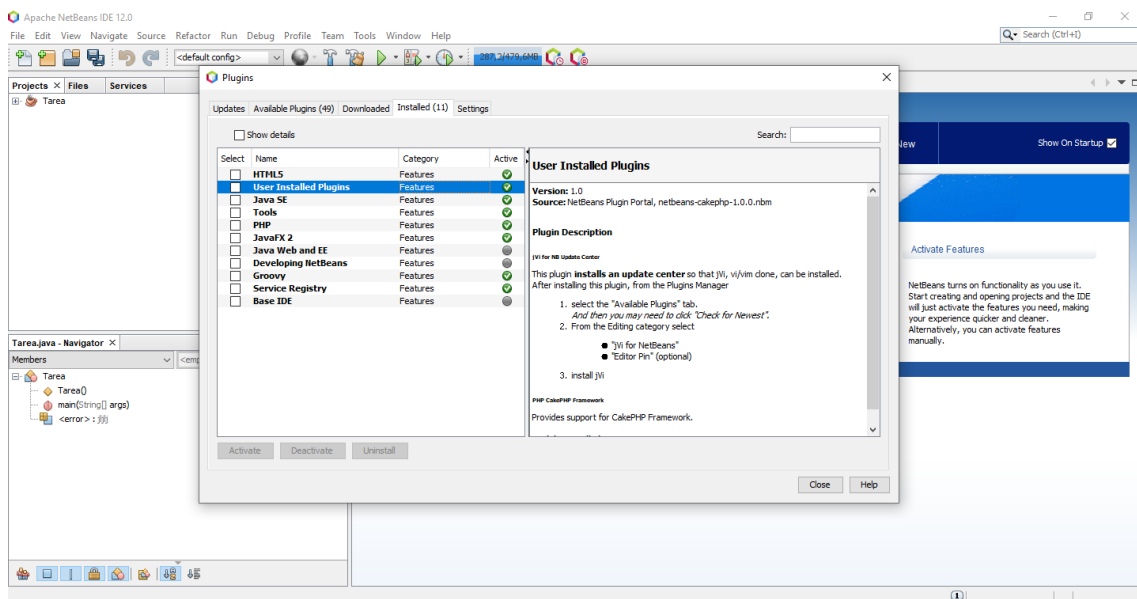 Apache NetBeans IDE 12.0
File Edit View Navigate Source Refactor Run Debug Profile Team Tools Window Help
Search (Ctrl+I)
<default config>
287,2/479,6MB
Projects Files Services
Tarea
Plugins
Updates Available Plugins (49) Downloaded Installed (11) Settings
Show details
Search:
Select Name Category Active
HTML5 Features
User Installed Plugins Features
Java SE Features
Tools Features
PHP Features
JavaFX 2 Features
Java Web and EE Features
Developing NetBeans Features
Groovy Features
Service Registry Features
Base IDE Features
User Installed Plugins
Version: 1.0
Source: NetBeans Plugin Portal, netbeans-cakephp-1.0.0.nbm
Plugin Description
jVi for NB Update Center
This plugin installs an update center so that jVi, vi/vim clone, can be installed.
After installing this plugin, from the Plugins Manager
1. select the "Available Plugins" tab.
And then you may need to click "Check for Newest".
2. From the Editing category select
"jVi for NetBeans"
"Editor Pin" (optional)
3. install jVi
PHP CakePHP Framework
Provides support for CakePHP Framework.
Activate Deactivate Uninstall
Close Help
New
Show On Startup
Activate Features
NetBeans turns on functionality as you use it.
Start creating and opening projects and the IDE
will just activate the features you need, making
your experience quicker and cleaner.
Alternatively, you can activate features
manually.
Tarea.java - Navigator
Members
Tarea
Tarea()
main(String[] args)
<error> :
1